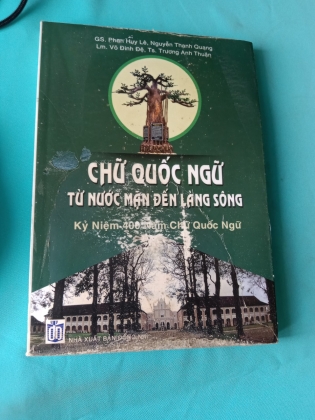 GS. Phan Huy Lê, Nguyễn Thanh Quang
Lm. Võ Đình Đệ, Ts. Trương Anh Thuận
CHỮ QUỐC NGỮ
TỪ NƯỚC MẶN ĐẾN LÀNG SÔNG
Kỷ Niệm 400 năm Chữ Quốc Ngữ
NHÀ XUẤT BẢN